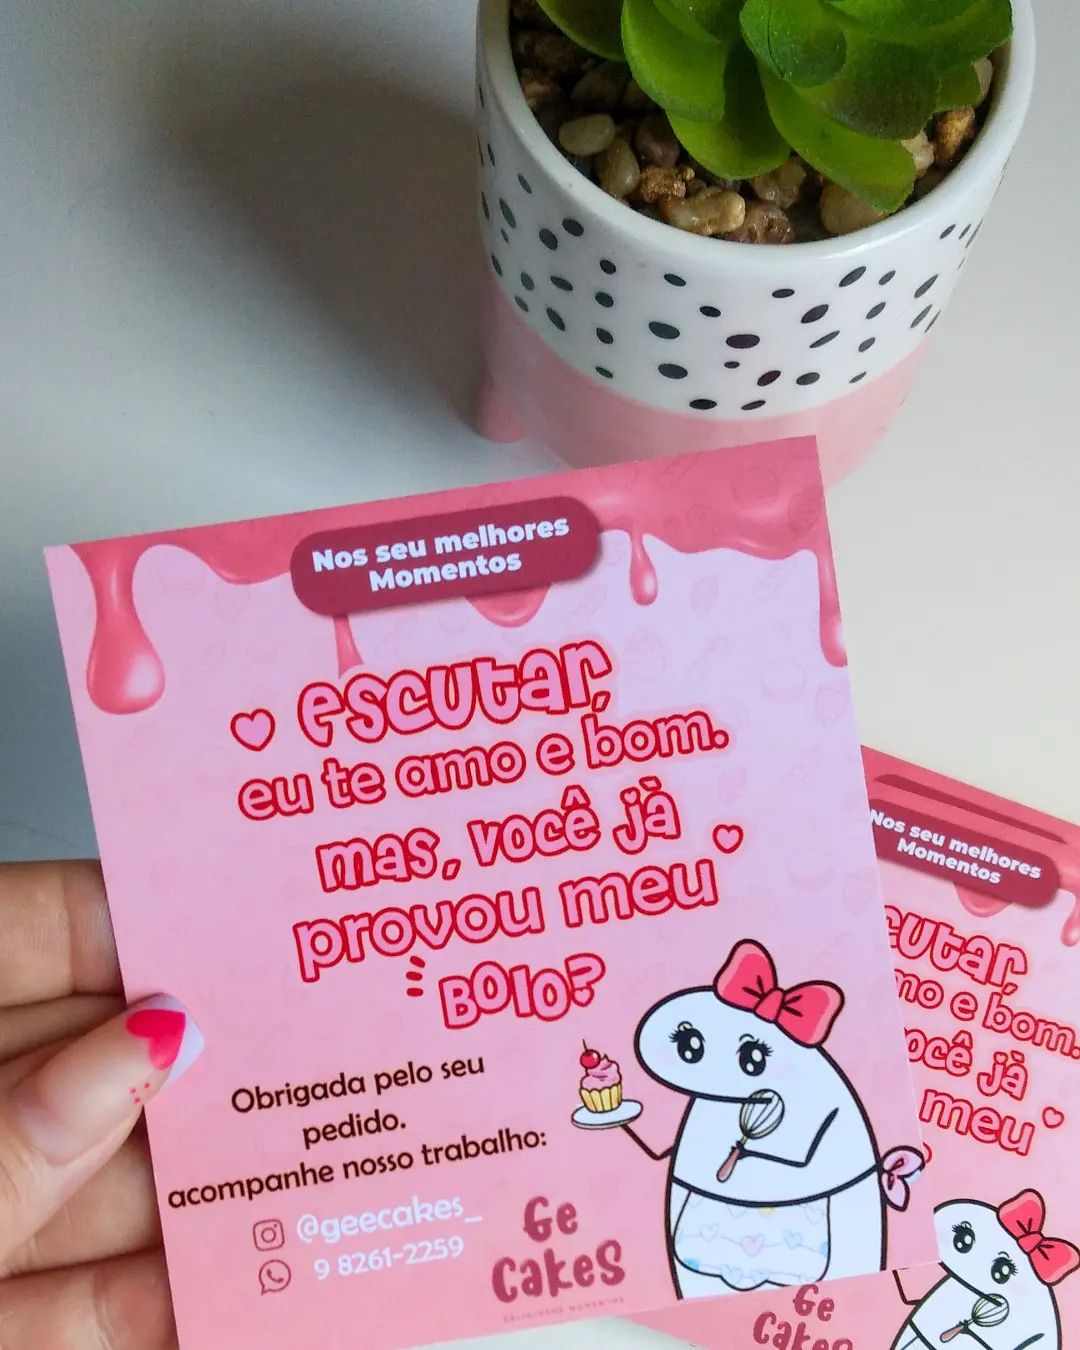 Nos seu melhores
Momentos
escutar,
eu te amo e bom.
mas, você jà
provou meu
Bolo?
Obrigada pelo seu
pedido.
acompanhe nosso trabalho:
@geecakes_
9 8261-2259
Ge
Cakes
Nos seu melhores
Momentos
cutar,
mo e bom.
ocê jà
meu
Ge
Cakes